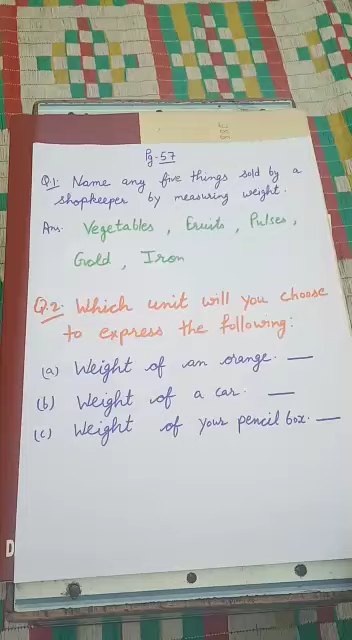 Pg-57
Q1: Name any five things sold by a
shopkeeper by measuring weight.
Ans. Vegetables, Fruits, Pulses,
Gold, Iron
Q.2. Which unit will you choose
to express the following:
(a) Weight of an orange. —
(b) Weight of a car. —
(c) Weight of your pencil box. —
D